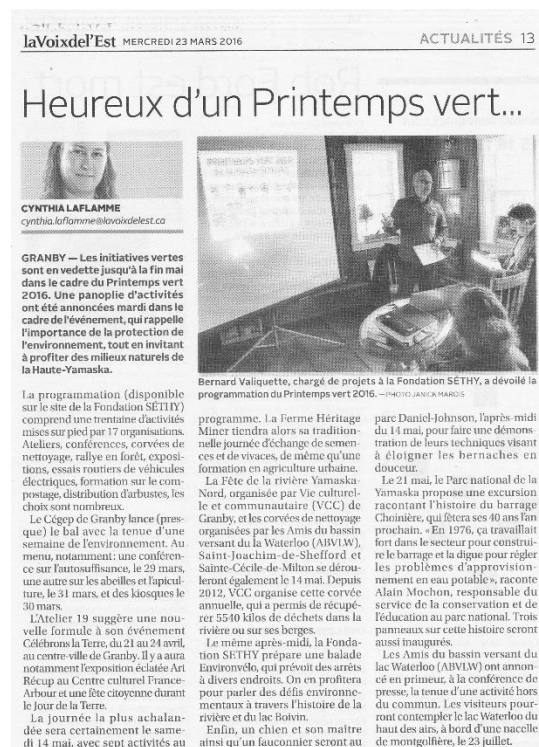 laVoixdel'Est MERCREDI 23 MARS 2016
ACTUALITÉS 13
Heureux d'un Printemps vert...
CYNTHIA LAFLAMME
cynthia.laflamme@lavoixdelest.ca
GRANBY — Les initiatives vertes
sont en vedette jusqu'à la fin mai
dans le cadre du Printemps vert
2016. Une panoplie d'activités
ont été annoncées mardi dans le
cadre de l'événement, qui rappelle
l'importance de la protection de
l'environnement, tout en invitant
à profiter des milieux naturels de
la Haute-Yamaska.
La programmation (disponible
sur le site de la Fondation SÉTHY)
comprend une trentaine d'activités
mises sur pied par 17 organisations.
Ateliers, conférences, corvées de
nettoyage, rallye en forêt, exposi-
tions, essais routiers de véhicules
électriques, formation sur le com-
postage, distribution d'arbustes, les
choix sont nombreux.
Le Cégep de Granby lance (pres-
que) le bal avec la tenue d'une
semaine de l'environnement. Au
menu, notamment : une conféren-
ce sur l'autosuffisance, le 29 mars,
une autre sur les abeilles et l'apicul-
ture, le 31 mars, et des kiosques le
30 mars.
L'Atelier 19 suggère une nou-
velle formule à son événement
Célébrons la Terre, du 21 au 24 avril,
au centre-ville de Granby. Il y a aura
notamment l'exposition éclatée Art
Récup au Centre culturel France-
Arbour et une fête citoyenne durant
le Jour de la Terre.
La journée la plus achalan-
dée sera certainement le same-
di 14 mai, avec sept activités au
Bernard Valiquette, chargé de projets à la Fondation SÉTHY, a dévoilé la
programmation du Printemps vert 2016. — PHOTO JANICK MAROIS
programme. La Ferme Héritage
Miner tiendra alors sa tradition-
nelle journée d'échange de semen-
ces et de vivaces, de même qu'une
formation en agriculture urbaine.
La Fête de la rivière Yamaska-
Nord, organisée par Vie culturel-
le et communautaire (VCC) de
Granby, et les corvées de nettoyage
organisées par les Amis du bassin
versant du la Waterloo (ABVLW),
Saint-Joachim-de-Shefford et
Sainte-Cécile-de-Milton se dérou-
leront également le 14 mai. Depuis
2012, VCC organise cette corvée
annuelle, qui a permis de récupé-
rer 5540 kilos de déchets dans la
rivière ou sur ses berges.
Le même après-midi, la Fonda-
tion SÉTHY prépare une balade
Environvélo, qui prévoit des arrêts
à divers endroits. On en profitera
pour parler des défis environne-
mentaux à travers l'histoire de la
rivière et du lac Boivin.
Enfin, un chien et son maître
ainsi qu'un fauconnier seront au
parc Daniel-Johnson, l'après-midi
du 14 mai, pour faire une démons-
tration de leurs techniques visant
à éloigner les bernaches en
douceur.
Le 21 mai, le Parc national de la
Yamaska propose une excursion
racontant l'histoire du barrage
Choinière, qui fêtera ses 40 ans l'an
prochain. « En 1976, ça travaillait
fort dans le secteur pour construi-
re le barrage et la digue pour régler
les problèmes d'approvision-
nement en eau potable », raconte
Alain Mochon, responsable du
service de la conservation et de
l'éducation au parc national. Trois
panneaux sur cette histoire seront
aussi inaugurés.
Les Amis du bassin versant du
lac Waterloo (ABVLW) ont annon-
cé en primeur, à la conférence de
presse, la tenue d'une activité hors
du commun. Les visiteurs pour-
ront contempler le lac Waterloo du
haut des airs, à bord d'une nacelle
de montgolfière, le 23 juillet.